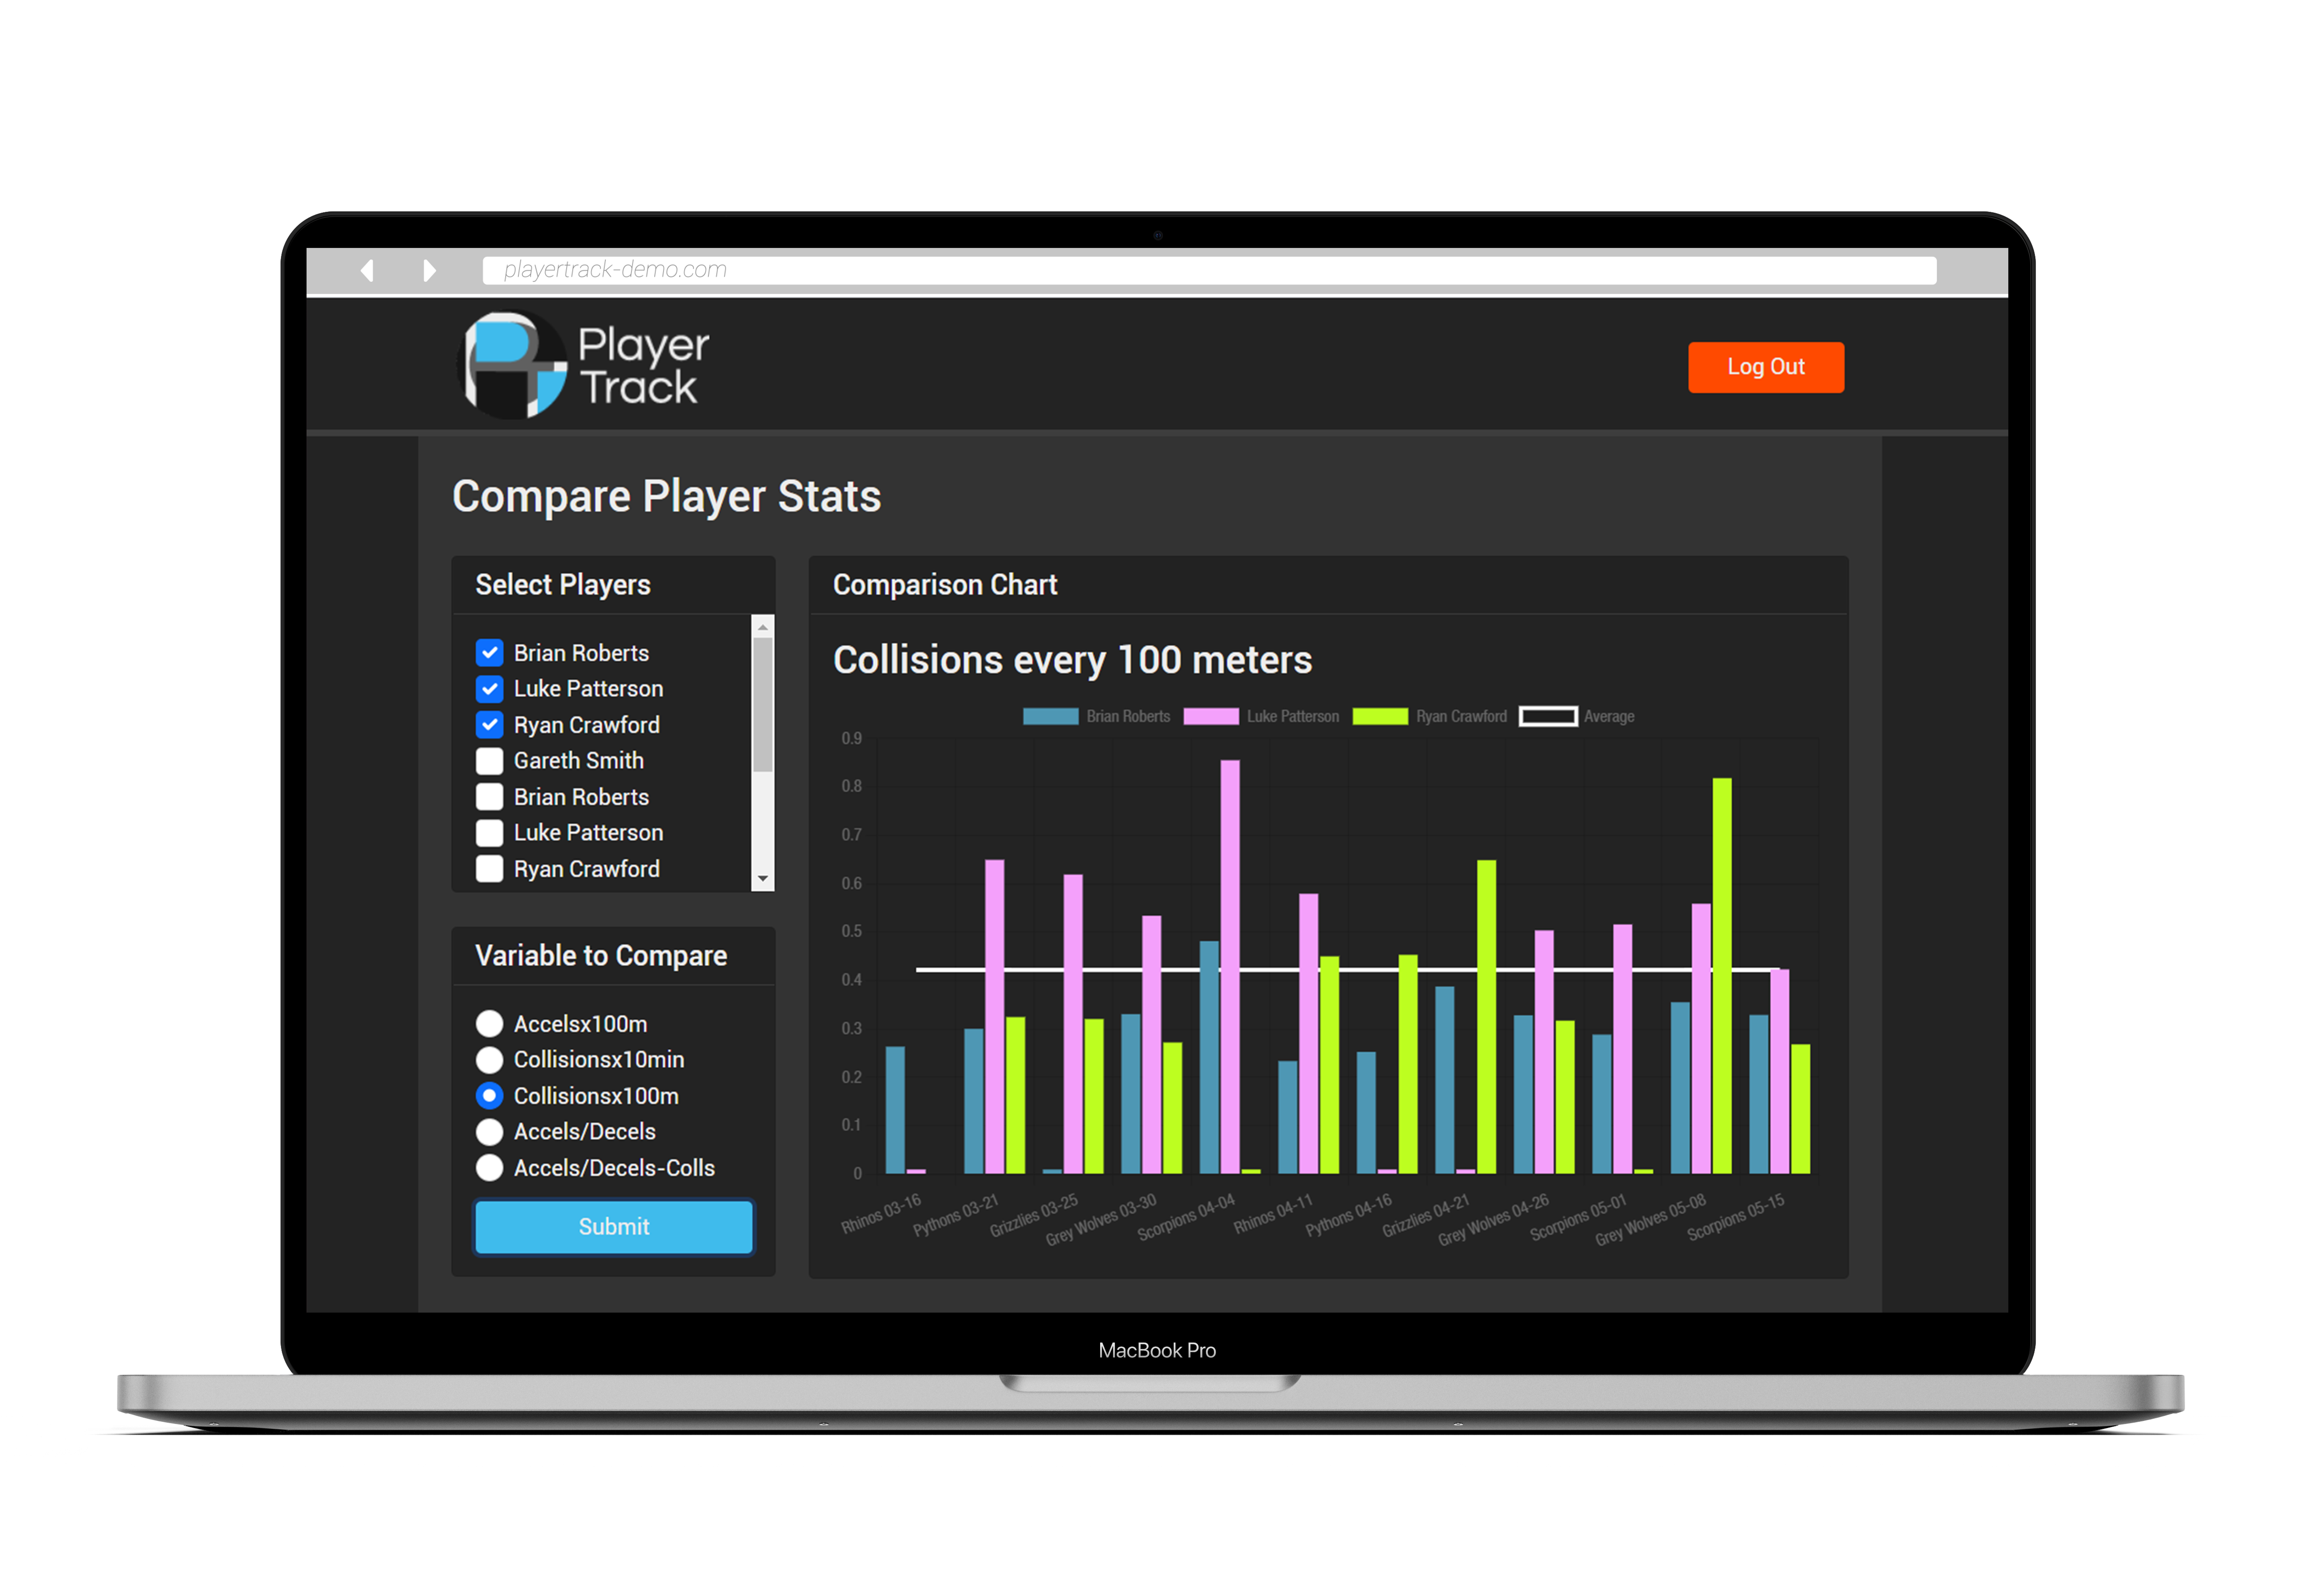 playertrack-demo.com
Player
Track
Log Out
Compare Player Stats
Select Players
Brian Roberts
Luke Patterson
Ryan Crawford
Gareth Smith
Brian Roberts
Luke Patterson
Ryan Crawford
Variable to Compare
Accelsx100m
Collisionsx10min
Collisionsx100m
Accels/Decels
Accels/Decels-Colls
Submit
Comparison Chart
Collisions every 100 meters
Brian Roberts Luke Patterson Ryan Crawford Average
0.9
0.8
0.7
0.6
0.5
0.4
0.3
0.2
0.1
0
Rhinos 03-16
Pythons 03-21
Grizzlies 03-25
Grey Wolves 03-30
Scorpions 04-04
Rhinos 04-11
Pythons 04-16
Grizzlies 04-21
Grey Wolves 04-26
Scorpions 05-01
Grey Wolves 05-08
Scorpions 05-15
MacBook Pro